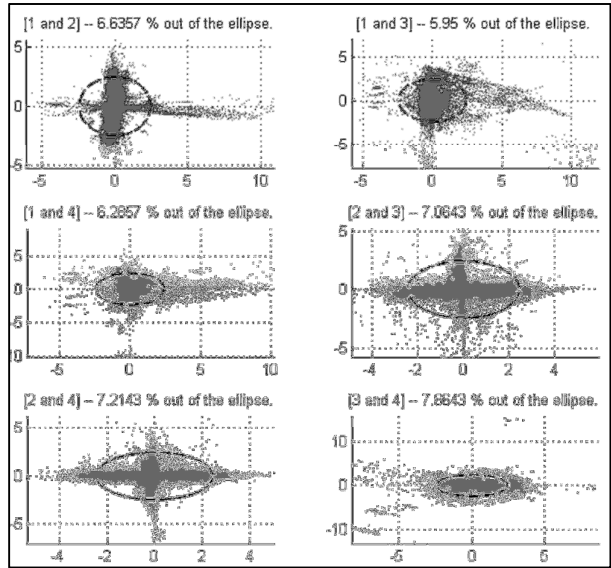 [1 and 2] -- 6.6357 % out of the ellipse.
5
0
-5
-5 0 5 10
[1 and 3] -- 5.95 % out of the ellipse.
5
0
-5
-5 0 5 10
[1 and 4] -- 6.2857 % out of the ellipse.
5
0
-5
-10
-5 0 5 10
[2 and 3] -- 7.0643 % out of the ellipse.
5
0
-5
-4 -2 0 2 4
[2 and 4] -- 7.2143 % out of the ellipse.
5
0
-5
-4 -2 0 2 4
[3 and 4] -- 7.8643 % out of the ellipse.
10
0
-10
-5 0 5